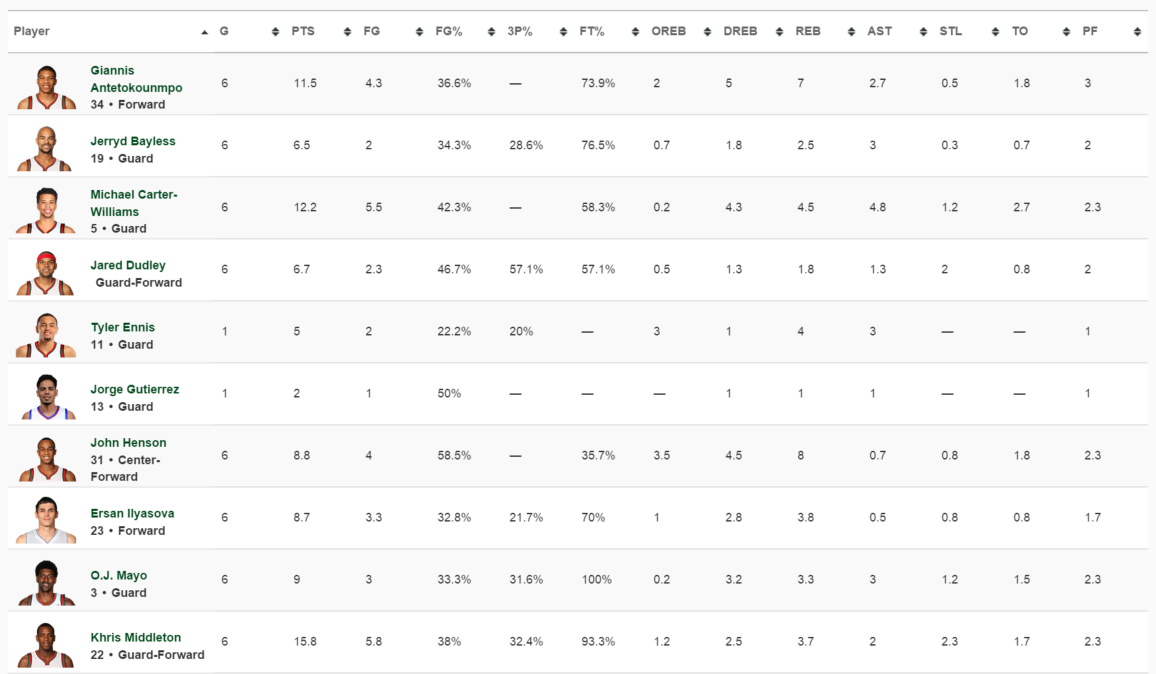 Player G PTS FG FG% 3P% FT% OREB DREB REB AST STL TO PF
Giannis
Antetokounmpo
34 • Forward
6 11.5 4.3 36.6% — 73.9% 2 5 7 2.7 0.5 1.8 3
Jerryd Bayless
19 • Guard
6 6.5 2 34.3% 28.6% 76.5% 0.7 1.8 2.5 3 0.3 0.7 2
Michael Carter-
Williams
5 • Guard
6 12.2 5.5 42.3% — 58.3% 0.2 4.3 4.5 4.8 1.2 2.7 2.3
Jared Dudley
Guard-Forward
6 6.7 2.3 46.7% 57.1% 57.1% 0.5 1.3 1.8 1.3 2 0.8 2
Tyler Ennis
11 • Guard
1 5 2 22.2% 20% — 3 1 4 3 — — 1
Jorge Gutierrez
13 • Guard
1 2 1 50% — — — 1 1 1 — — 1
John Henson
31 • Center-
Forward
6 8.8 4 58.5% — 35.7% 3.5 4.5 8 0.7 0.8 1.8 2.3
Ersan Ilyasova
23 • Forward
6 8.7 3.3 32.8% 21.7% 70% 1 2.8 3.8 0.5 0.8 0.8 1.7
O.J. Mayo
3 • Guard
6 9 3 33.3% 31.6% 100% 0.2 3.2 3.3 3 1.2 1.5 2.3
Khris Middleton
22 • Guard-Forward
6 15.8 5.8 38% 32.4% 93.3% 1.2 2.5 3.7 2 2.3 1.7 2.3